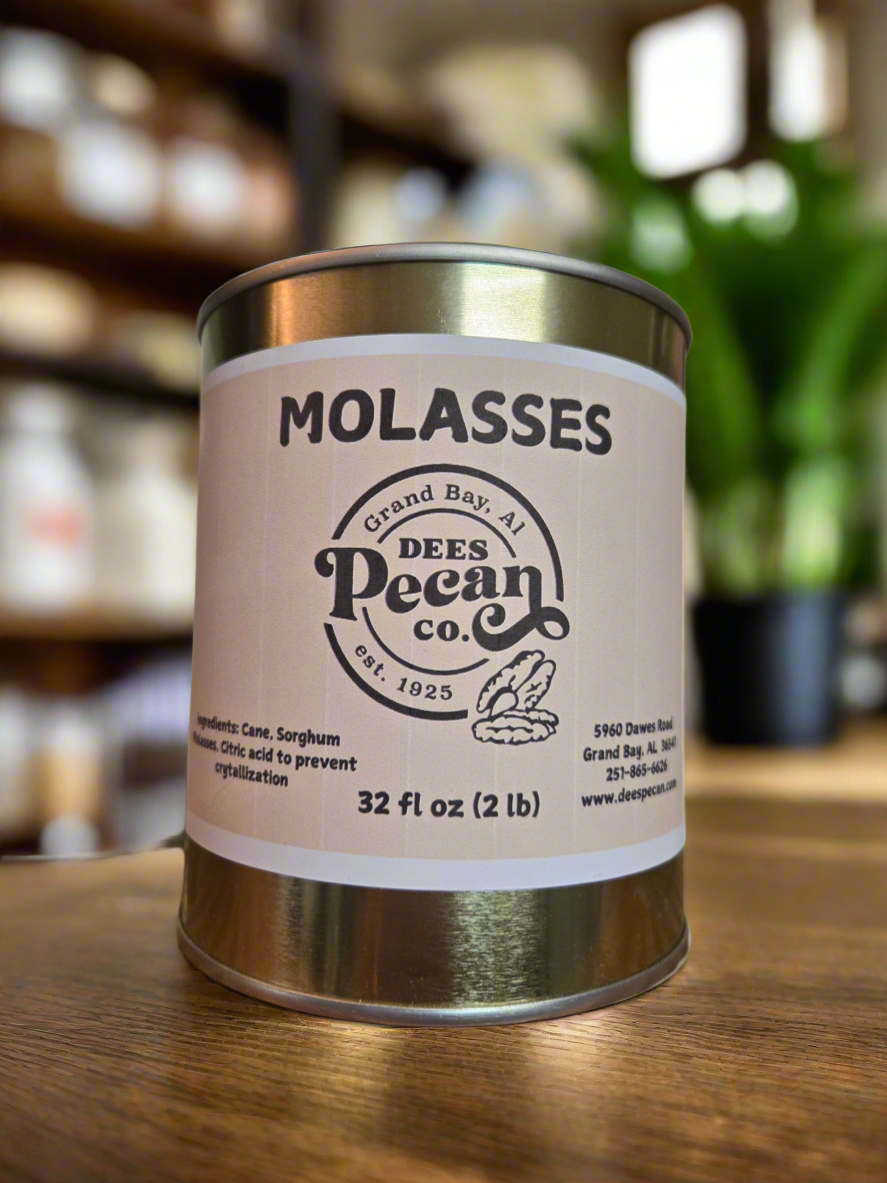 MOLASSES
Grand Bay, Al
DEES
Pecan
co.
est. 1925
Ingredients: Cane, Sorghum
Molasses, Citric acid to prevent
crytallization
32 fl oz (2 lb)
5960 Dawes Road
Grand Bay, AL 36541
251-865-6626
www.deespecan.com